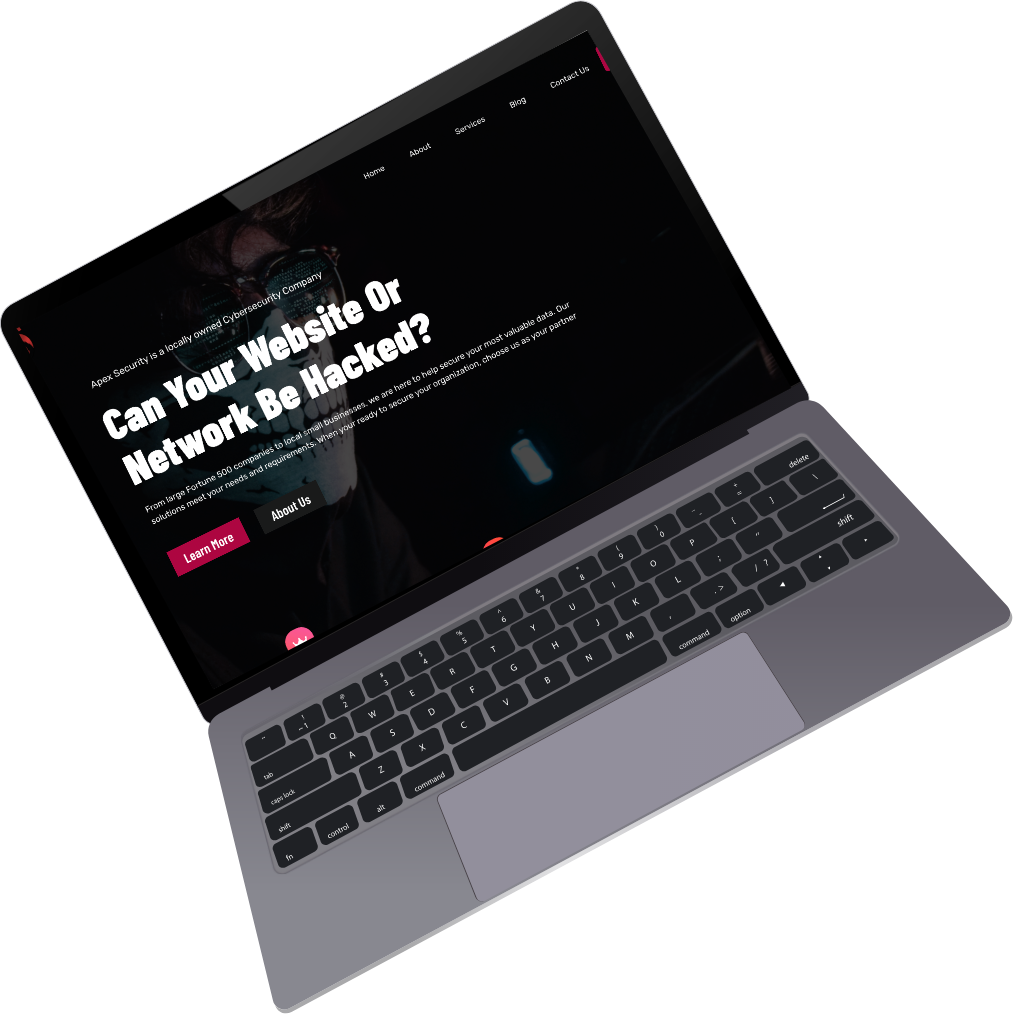 Home
About
Services
Blog
Contact Us
Apex Security is a locally owned Cybersecurity Company
Can Your Website Or
Network Be Hacked?
From large Fortune 500 companies to local small businesses, we are here to help secure your most valuable data. Our
solutions meet your needs and requirements. when your ready to secure your organization, choose us as your partner
Learn More
About Us
~ ! 1 @ 2 # 3 $ 4 % 5 ^ 6 & 7 * 8 ( 9 ) 0 - + = delete
tab Q W E R T Y U I O P { } \
caps lock A S D F G H J K L ; "
shift Z X C V B N M , . > / ? shift
fn control alt command command option